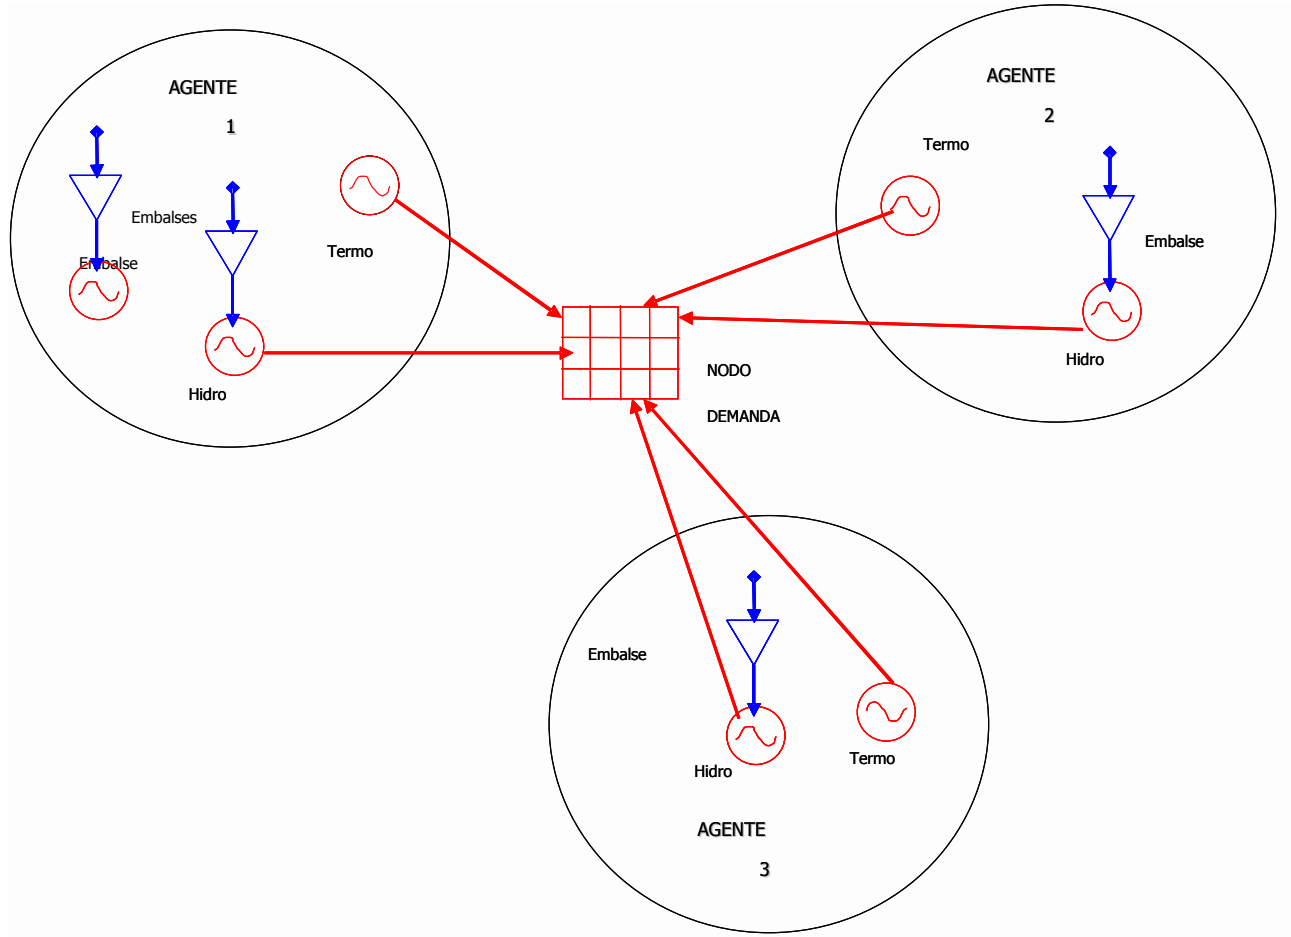 AGENTE
1
Embalses
Embalse
Termo
Hidro
AGENTE
2
Termo
Embalse
Hidro
NODO
DEMANDA
Embalse
Hidro
Termo
AGENTE
3